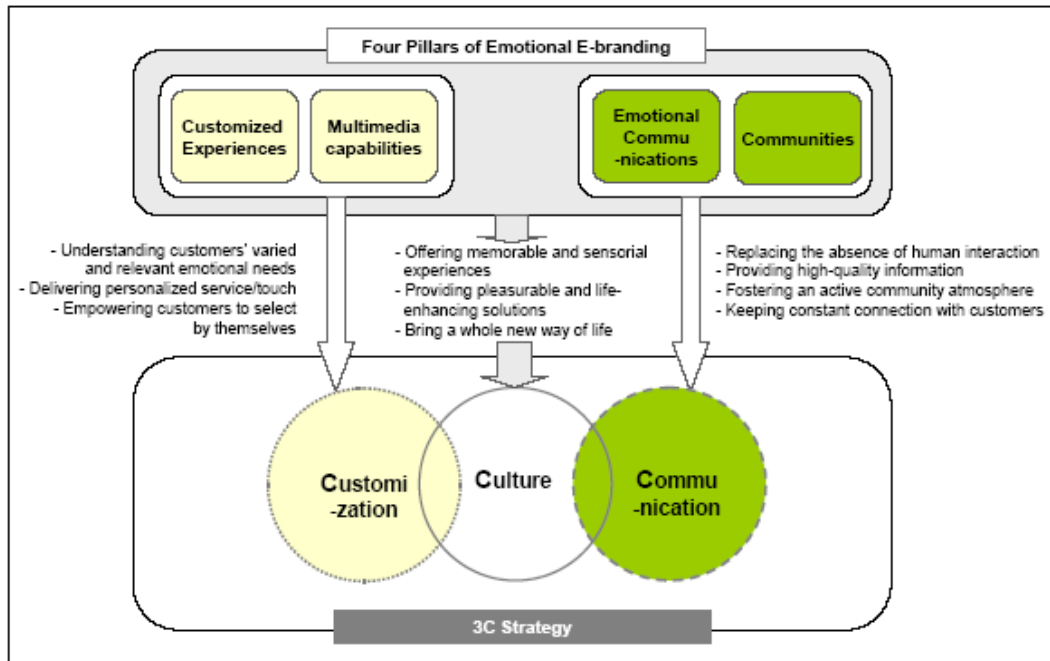 Four Pillars of Emotional E-branding
Customized
Experiences
Multimedia
capabilities
Emotional
Commu
-nications
Communities
- Understanding customers' varied
and relevant emotional needs
- Delivering personalized service/touch
- Empowering customers to select
by themselves
- Offering memorable and sensorial
experiences
- Providing pleasurable and life-
enhancing solutions
- Bring a whole new way of life
- Replacing the absence of human interaction
- Providing high-quality information
- Fostering an active community atmosphere
- Keeping constant connection with customers
Customi
-zation
Culture
Commu
-nication
3C Strategy